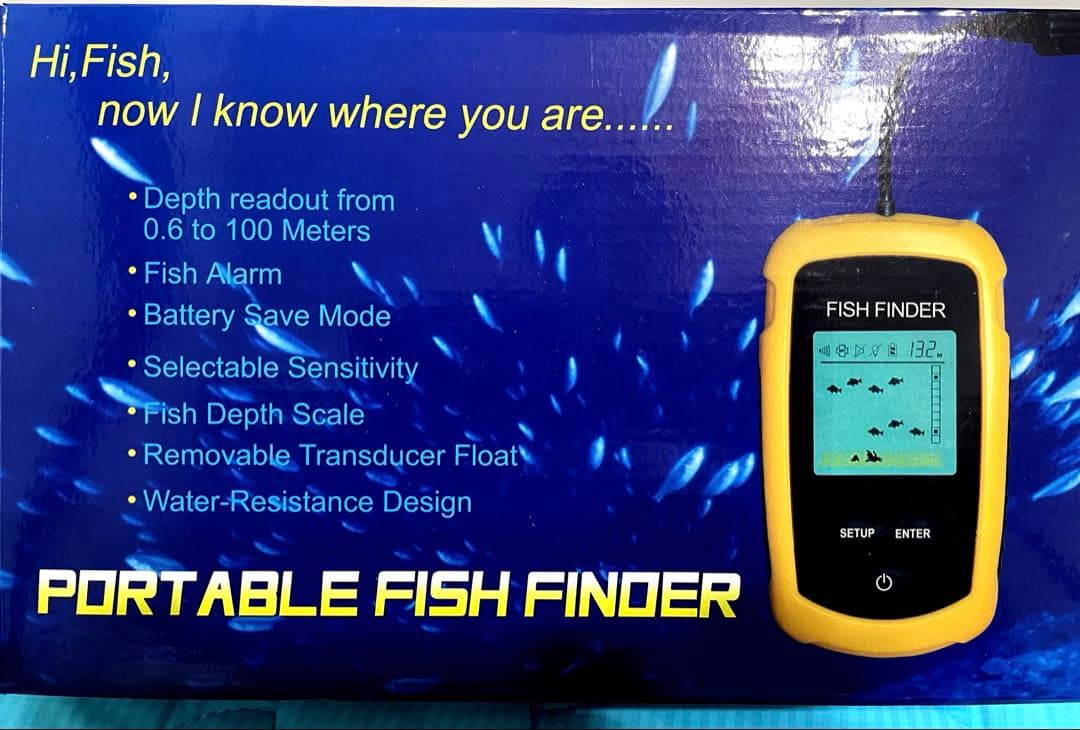 Hi,Fish,
now I know where you are......
• Depth readout from
0.6 to 100 Meters
• Fish Alarm
• Battery Save Mode
• Selectable Sensitivity
• Fish Depth Scale
• Removable Transducer Float
• Water-Resistance Design
PORTABLE FISH FINDER
FISH FINDER
13.2 M
SETUP ENTER